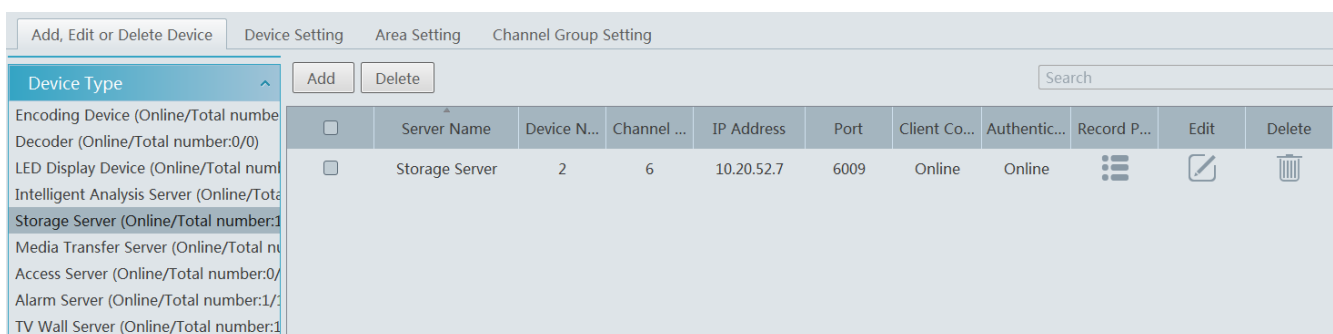 Add, Edit or Delete Device Device Setting Area Setting Channel Group Setting
Device Type
Add Delete Search
Encoding Device (Online/Total numbe
Decoder (Online/Total number:0/0)
LED Display Device (Online/Total num
Intelligent Analysis Server (Online/Tota
Storage Server (Online/Total number:1
Media Transfer Server (Online/Total nu
Access Server (Online/Total number:0/
Alarm Server (Online/Total number:1/1
TV Wall Server (Online/Total number:1
Server Name Device N... Channel ... IP Address Port Client Co... Authentic... Record P... Edit Delete
Storage Server 2 6 10.20.52.7 6009 Online Online